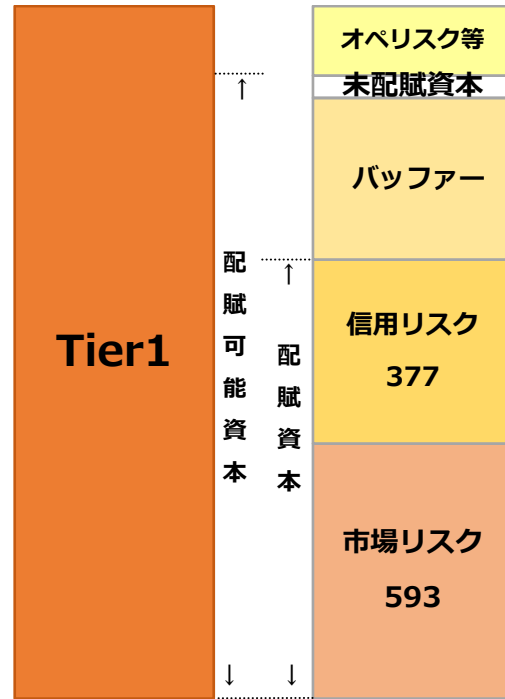 Tier1
↑
配
賦
可
能
資
本
↓
↑
配
賦
資
本
↓
オペリスク等
未配賦資本
バッファー
信用リスク
377
市場リスク
593